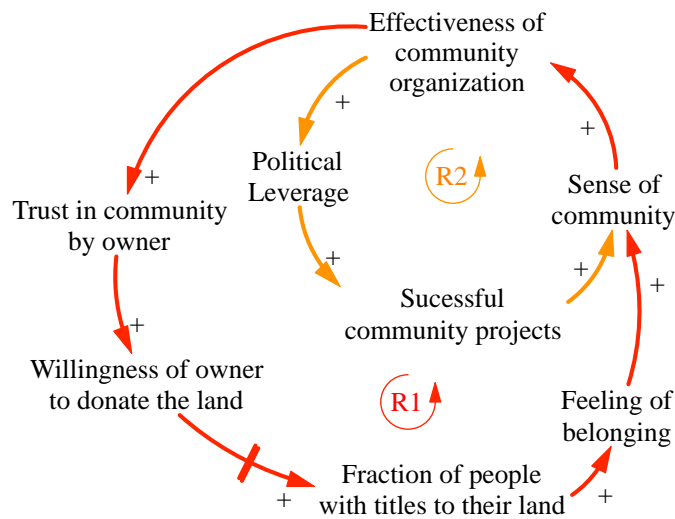 Effectiveness of
community
organization
+
+
Political
Leverage
R2
+
Sense of
community
Trust in community
by owner
+
+
+
+
Sucessful
community projects
+
Willingness of owner
to donate the land
R1
Feeling of
belonging
Fraction of people
with titles to their land
+
+